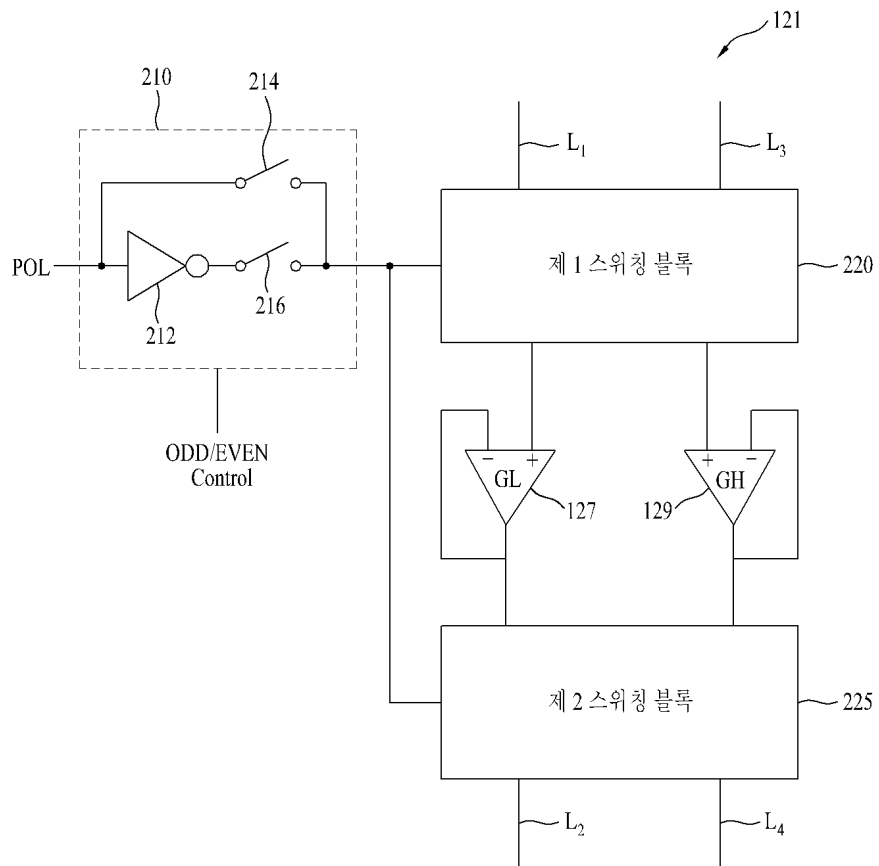 121
210
214
L₁
L₃
POL
212
216
제 1 스위칭 블록
220
ODD/EVEN
Control
− +
GL
127
+ −
GH
129
제 2 스위칭 블록
225
L₂
L₄